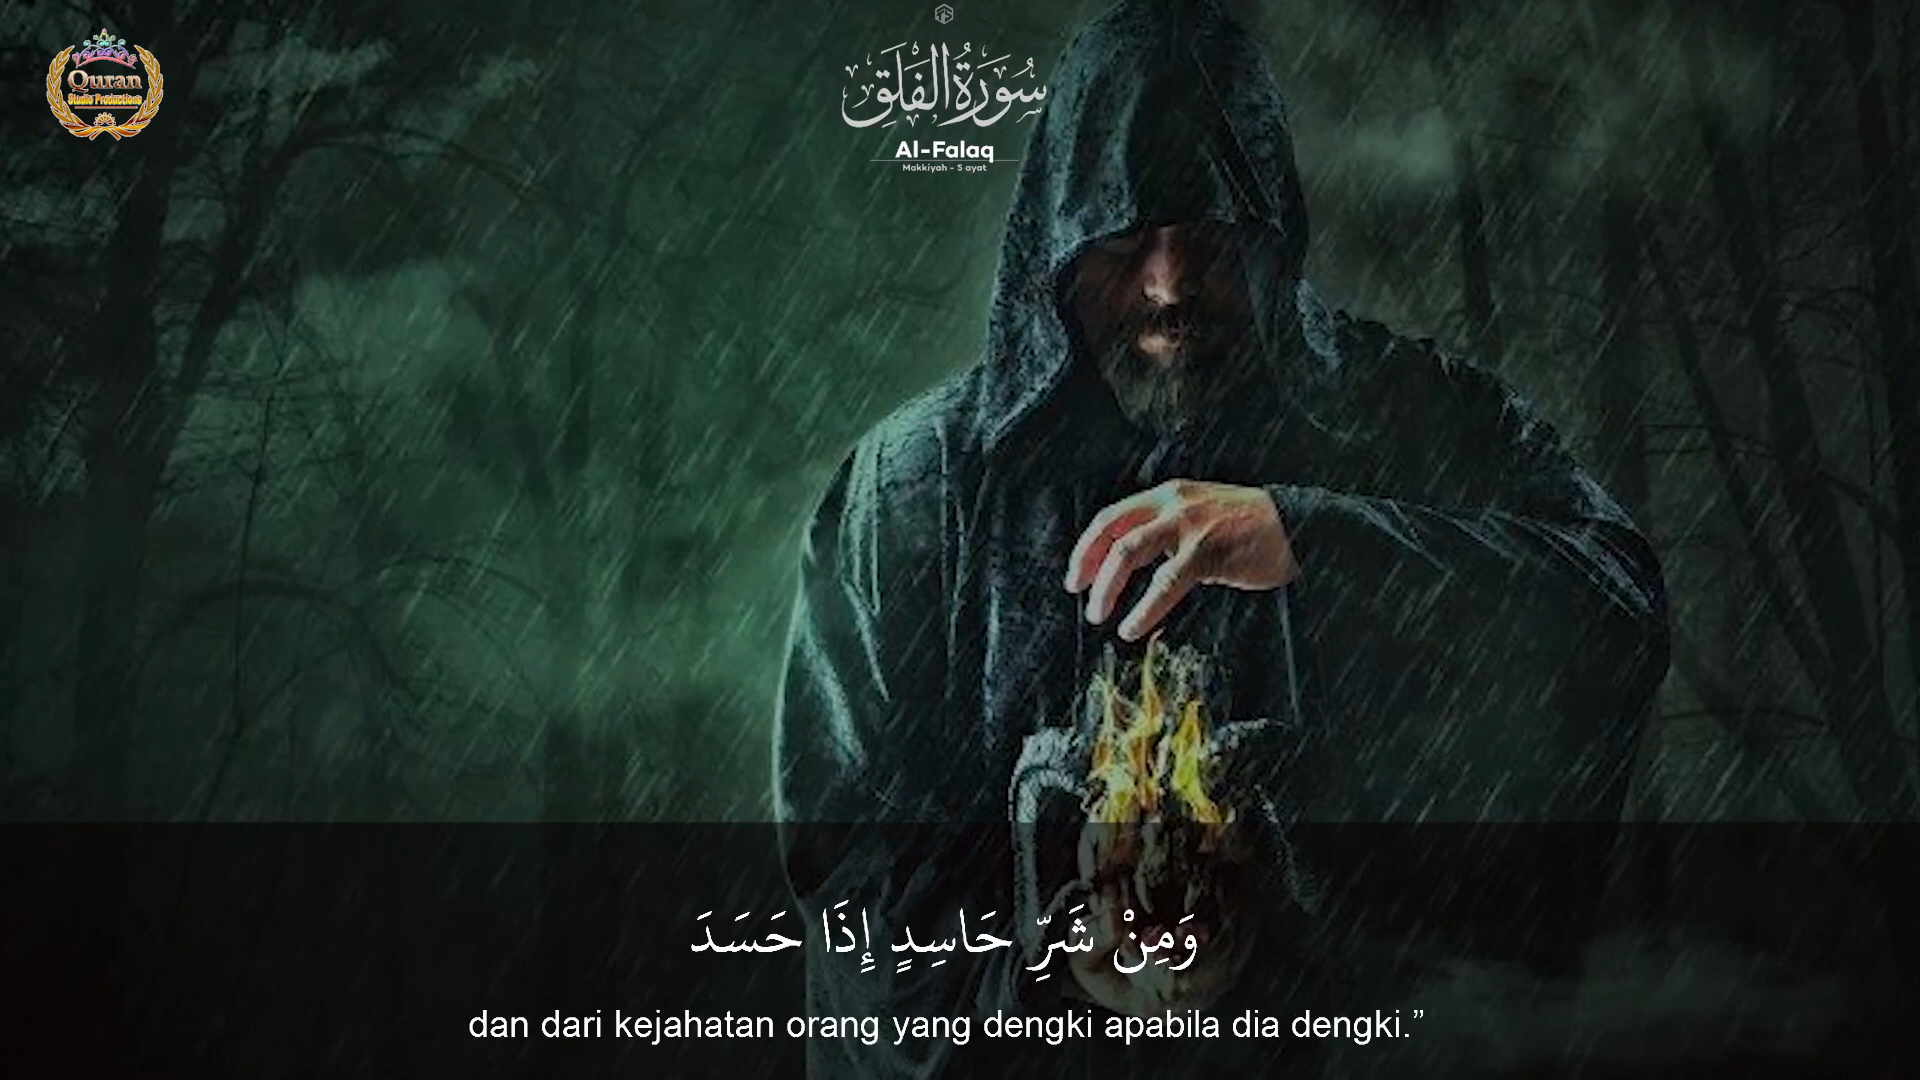 Quran
Studio Productions
سُورَةُ الفَلَقِ
Al-Falaq
Makkiyah - 5 ayat
وَمِنْ شَرِّ حَاسِدٍ إِذَا حَسَدَ
dan dari kejahatan orang yang dengki apabila dia dengki.”